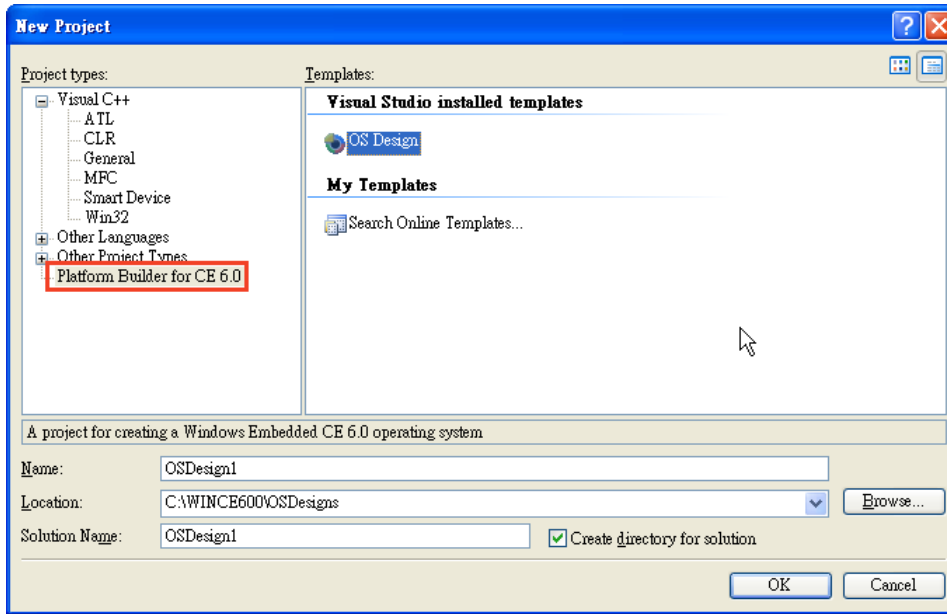 New Project
Project types:
Templates:
Visual C++
ATL
CLR
General
MFC
Smart Device
Win32
Other Languages
Other Project Types
Platform Builder for CE 6.0
Visual Studio installed templates
OS Design
My Templates
Search Online Templates...
A project for creating a Windows Embedded CE 6.0 operating system
Name:
OSDesign1
Location:
C:\WINCE600\OSDesigns
Browse...
Solution Name:
OSDesign1
Create directory for solution
OK
Cancel